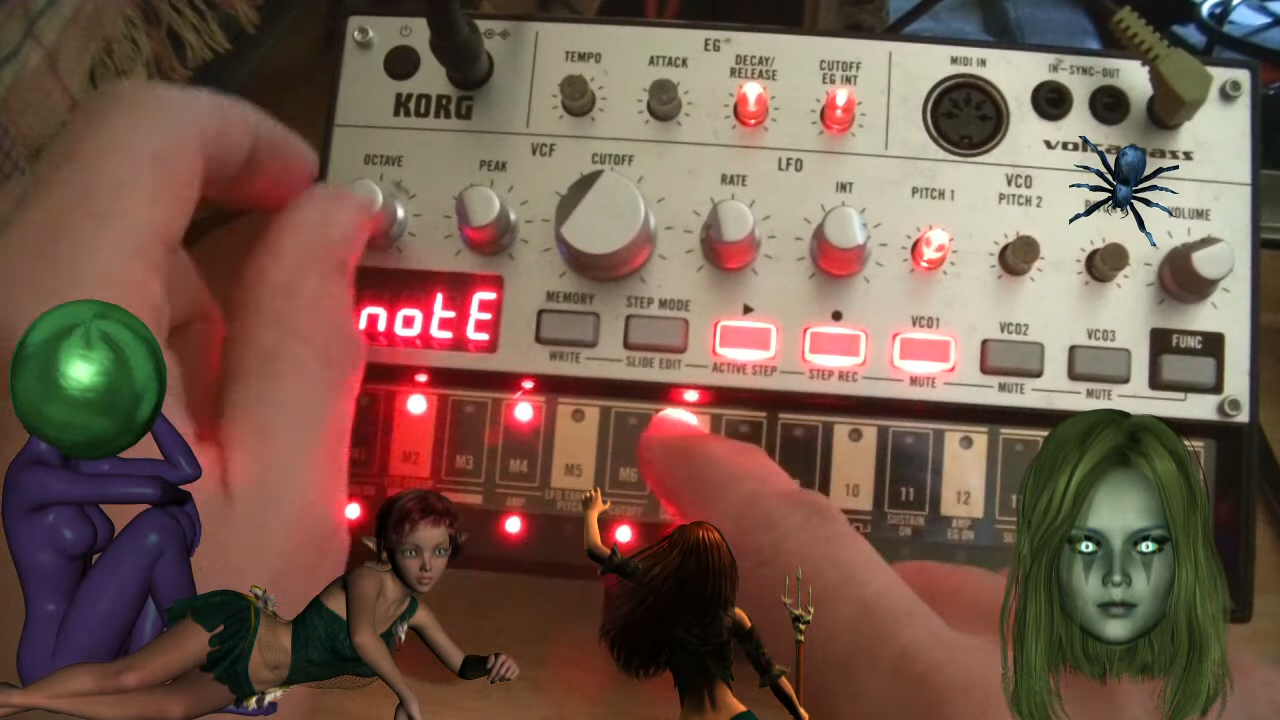 EG
TEMPO
ATTACK
DECAY/
RELEASE
CUTOFF
EG INT
MIDI IN
IN-SYNC-OUT
KORG
VCF
LFO
VCO
OCTAVE
PEAK
CUTOFF
RATE
INT
PITCH 1
PITCH 2
VOLUME
notE
MEMORY
STEP MODE
VCO1
VCO2
VCO3
FUNC
WRITE
SLIDE EDIT
ACTIVE STEP
STEP REC
MUTE
MUTE
MUTE
M2
M3
M4
M5
M6
10
11
12
AMP
SUSTAIN
ON
AMP
EG ON